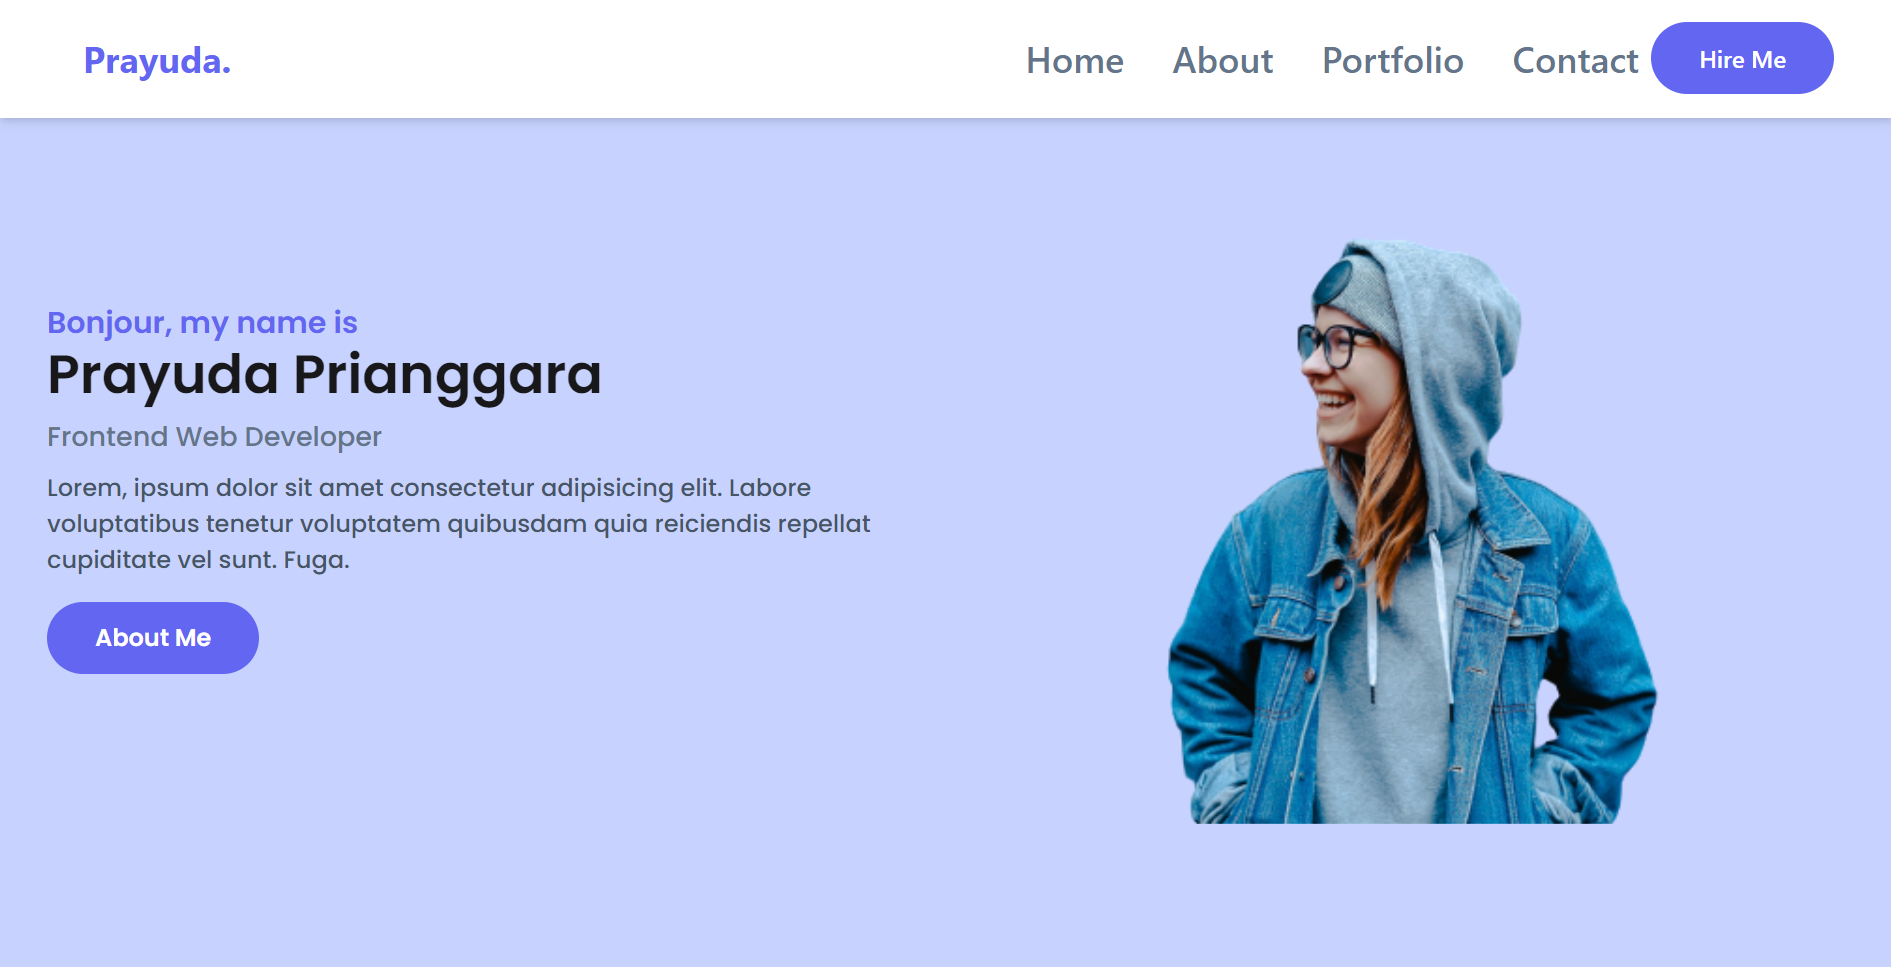 Prayuda.
Home About Portfolio Contact Hire Me
Bonjour, my name is
Prayuda Prianggara
Frontend Web Developer
Lorem, ipsum dolor sit amet consectetur adipisicing elit. Labore
voluptatibus tenetur voluptatem quibusdam quia reiciendis repellat
cupiditate vel sunt. Fuga.
About Me